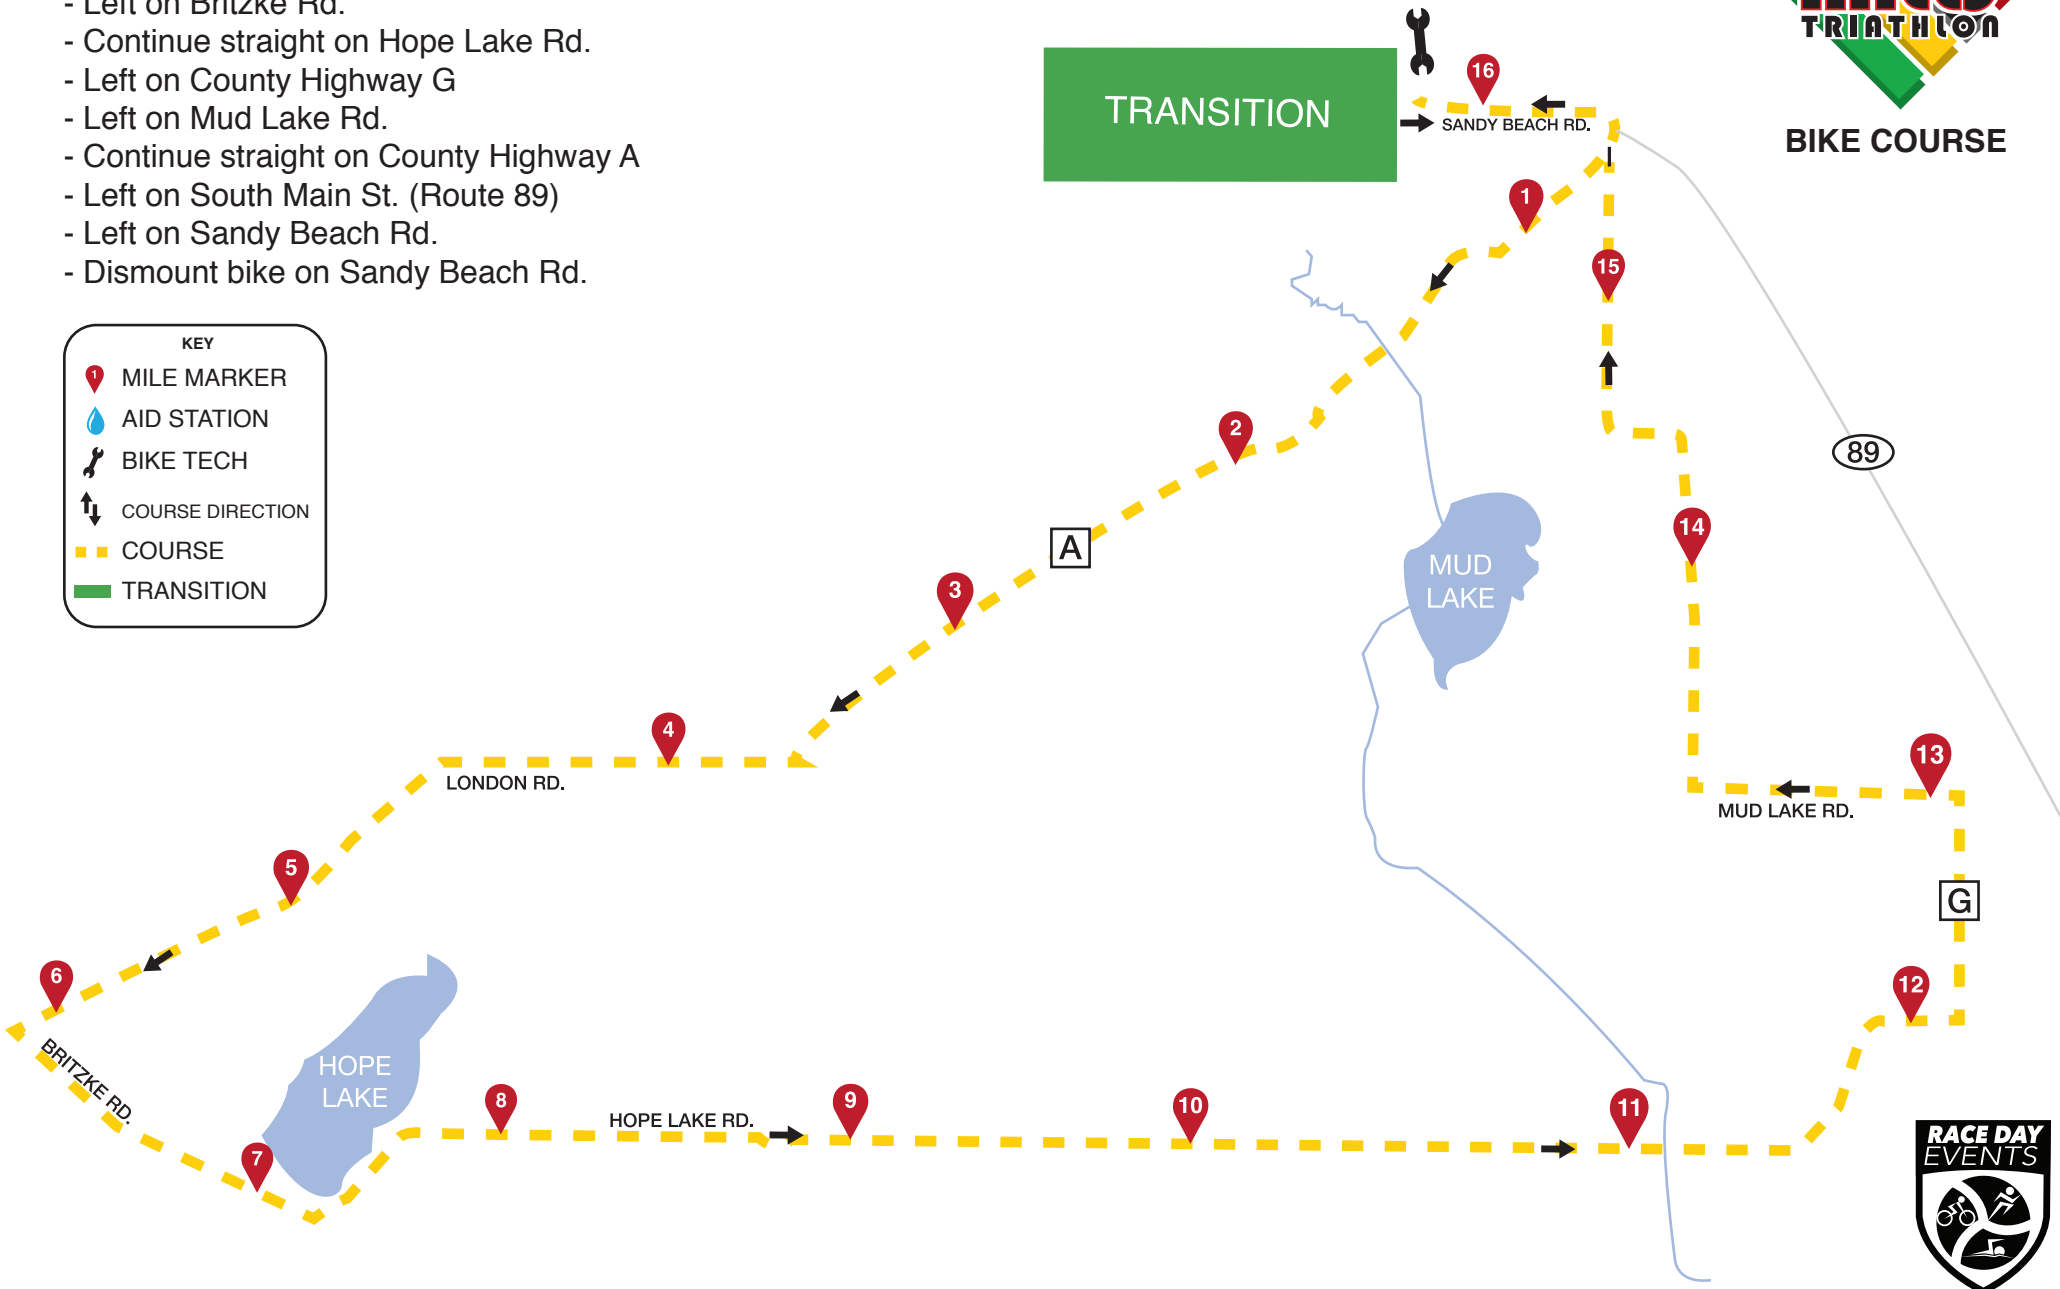 - Left on Britzke Rd.
- Continue straight on Hope Lake Rd.
- Left on County Highway G
- Left on Mud Lake Rd.
- Continue straight on County Highway A
- Left on South Main St. (Route 89)
- Left on Sandy Beach Rd.
- Dismount bike on Sandy Beach Rd.
KEY
1 MILE MARKER
AID STATION
BIKE TECH
COURSE DIRECTION
COURSE
TRANSITION
TRANSITION
16
SANDY BEACH RD.
TRIATHLON
BIKE COURSE
1
15
2
89
A
14
MUD
LAKE
3
4
LONDON RD.
13
MUD LAKE RD.
5
G
6
12
BRITZKE RD.
HOPE
LAKE
7
8
HOPE LAKE RD.
9
10
11
RACE DAY
EVENTS